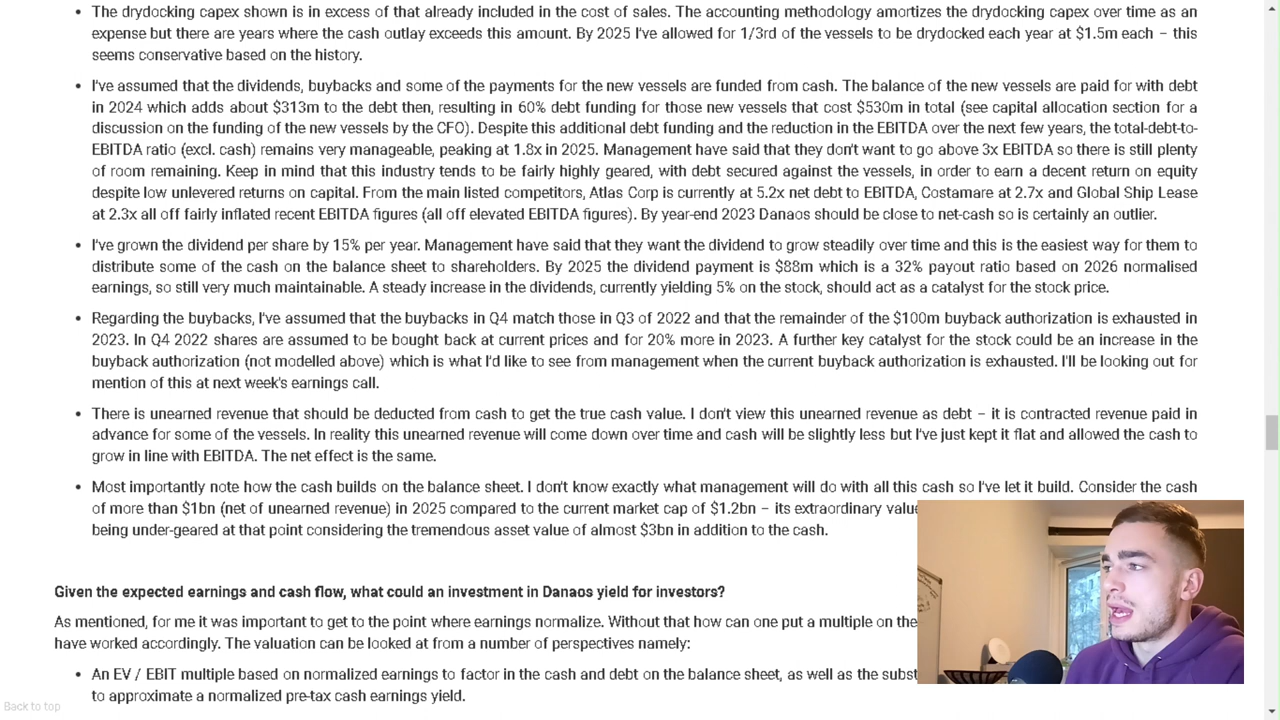 • The drydocking capex shown is in excess of that already included in the cost of sales. The accounting methodology amortizes the drydocking capex over time as an
expense but there are years where the cash outlay exceeds this amount. By 2025 I've allowed for 1/3rd of the vessels to be drydocked each year at $1.5m each – this
seems conservative based on the history.
• I've assumed that the dividends, buybacks and some of the payments for the new vessels are funded from cash. The balance of the new vessels are paid for with debt
in 2024 which adds about $313m to the debt then, resulting in 60% debt funding for those new vessels that cost $530m in total (see capital allocation section for a
discussion on the funding of the new vessels by the CFO). Despite this additional debt funding and the reduction in the EBITDA over the next few years, the total-debt-to-
EBITDA ratio (excl. cash) remains very manageable, peaking at 1.8x in 2025. Management have said that they don't want to go above 3x EBITDA so there is still plenty
of room remaining. Keep in mind that this industry tends to be fairly highly geared, with debt secured against the vessels, in order to earn a decent return on equity
despite low unlevered returns on capital. From the main listed competitors, Atlas Corp is currently at 5.2x net debt to EBITDA, Costamare at 2.7x and Global Ship Lease
at 2.3x all off fairly inflated recent EBITDA figures (all off elevated EBITDA figures). By year-end 2023 Danaos should be close to net-cash so is certainly an outlier.
• I've grown the dividend per share by 15% per year. Management have said that they want the dividend to grow steadily over time and this is the easiest way for them to
distribute some of the cash on the balance sheet to shareholders. By 2025 the dividend payment is $88m which is a 32% payout ratio based on 2026 normalised
earnings, so still very much maintainable. A steady increase in the dividends, currently yielding 5% on the stock, should act as a catalyst for the stock price.
• Regarding the buybacks, I've assumed that the buybacks in Q4 match those in Q3 of 2022 and that the remainder of the $100m buyback authorization is exhausted in
2023. In Q4 2022 shares are assumed to be bought back at current prices and for 20% more in 2023. A further key catalyst for the stock could be an increase in the
buyback authorization (not modelled above) which is what I'd like to see from management when the current buyback authorization is exhausted. I'll be looking out for
mention of this at next week's earnings call.
• There is unearned revenue that should be deducted from cash to get the true cash value. I don't view this unearned revenue as debt – it is contracted revenue paid in
advance for some of the vessels. In reality this unearned revenue will come down over time and cash will be slightly less but I've just kept it flat and allowed the cash to
grow in line with EBITDA. The net effect is the same.
• Most importantly note how the cash builds on the balance sheet. I don't know exactly what management will do with all this cash so I've let it build. Consider the cash
of more than $1bn (net of unearned revenue) in 2025 compared to the current market cap of $1.2bn – its extraordinary value
being under-geared at that point considering the tremendous asset value of almost $3bn in addition to the cash.
Given the expected earnings and cash flow, what could an investment in Danaos yield for investors?
As mentioned, for me it was important to get to the point where earnings normalize. Without that how can one put a multiple on the
have worked accordingly. The valuation can be looked at from a number of perspectives namely:
• An EV / EBIT multiple based on normalized earnings to factor in the cash and debt on the balance sheet, as well as the
to approximate a normalized pre-tax cash earnings yield.
Back to top